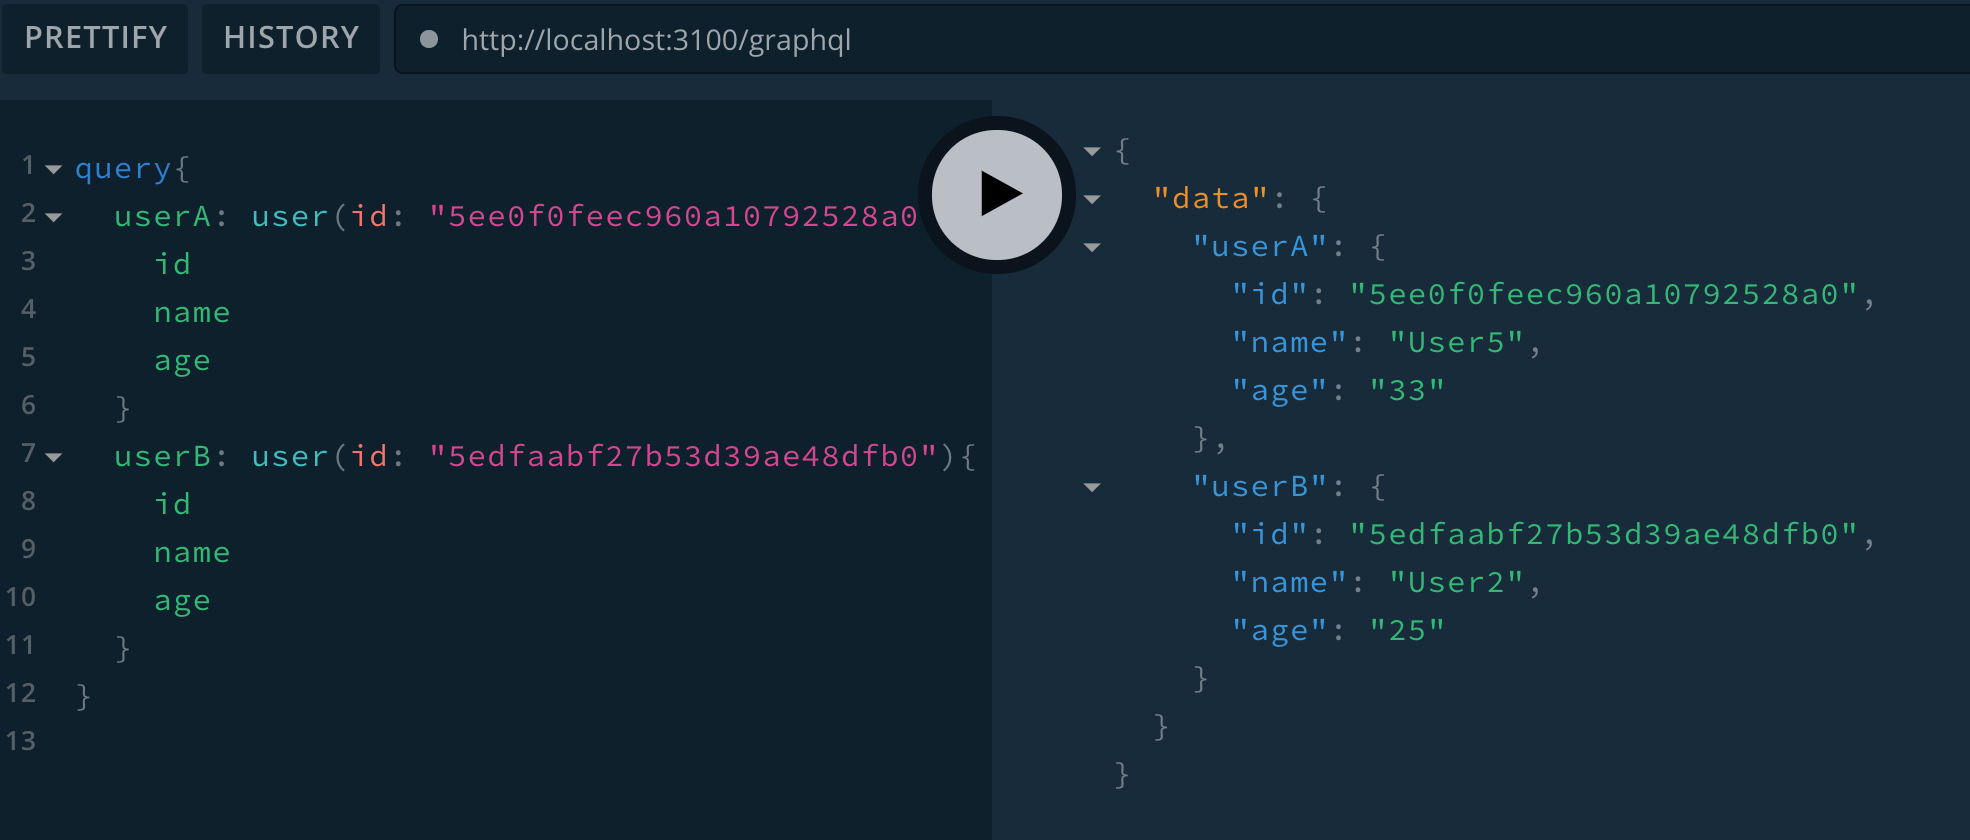 PRETTIFY HISTORY http://localhost:3100/graphql
1 query{
2 userA: user(id: "5ee0f0feec960a10792528a0
3 id
4 name
5 age
6 }
7 userB: user(id: "5edfaabf27b53d39ae48dfb0"){
8 id
9 name
10 age
11 }
12 }
13
{
"data": {
"userA": {
"id": "5ee0f0feec960a10792528a0",
"name": "User5",
"age": "33"
},
"userB": {
"id": "5edfaabf27b53d39ae48dfb0",
"name": "User2",
"age": "25"
}
}
}